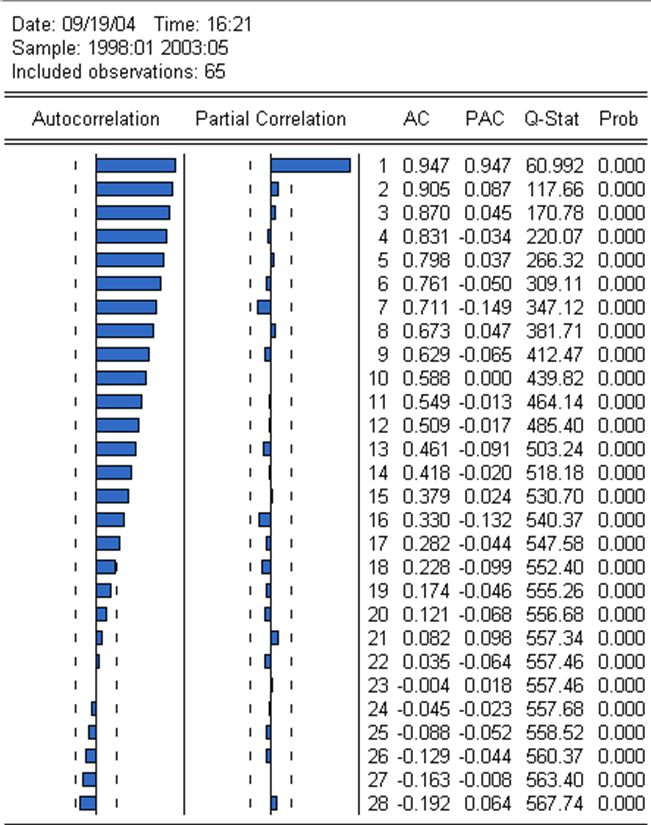 Date: 09/19/04 Time: 16:21
Sample: 1998:01 2003:05
Included observations: 65
Autocorrelation Partial Correlation AC PAC Q-Stat Prob
1 0.947 0.947 60.992 0.000
2 0.905 0.087 117.66 0.000
3 0.870 0.045 170.78 0.000
4 0.831 -0.034 220.07 0.000
5 0.798 0.037 266.32 0.000
6 0.761 -0.050 309.11 0.000
7 0.711 -0.149 347.12 0.000
8 0.673 0.047 381.71 0.000
9 0.629 -0.065 412.47 0.000
10 0.588 0.000 439.82 0.000
11 0.549 -0.013 464.14 0.000
12 0.509 -0.017 485.40 0.000
13 0.461 -0.091 503.24 0.000
14 0.418 -0.020 518.18 0.000
15 0.379 0.024 530.70 0.000
16 0.330 -0.132 540.37 0.000
17 0.282 -0.044 547.58 0.000
18 0.228 -0.099 552.40 0.000
19 0.174 -0.046 555.26 0.000
20 0.121 -0.068 556.68 0.000
21 0.082 0.098 557.34 0.000
22 0.035 -0.064 557.46 0.000
23 -0.004 0.018 557.46 0.000
24 -0.045 -0.023 557.68 0.000
25 -0.088 -0.052 558.52 0.000
26 -0.129 -0.044 560.37 0.000
27 -0.163 -0.008 563.40 0.000
28 -0.192 0.064 567.74 0.000